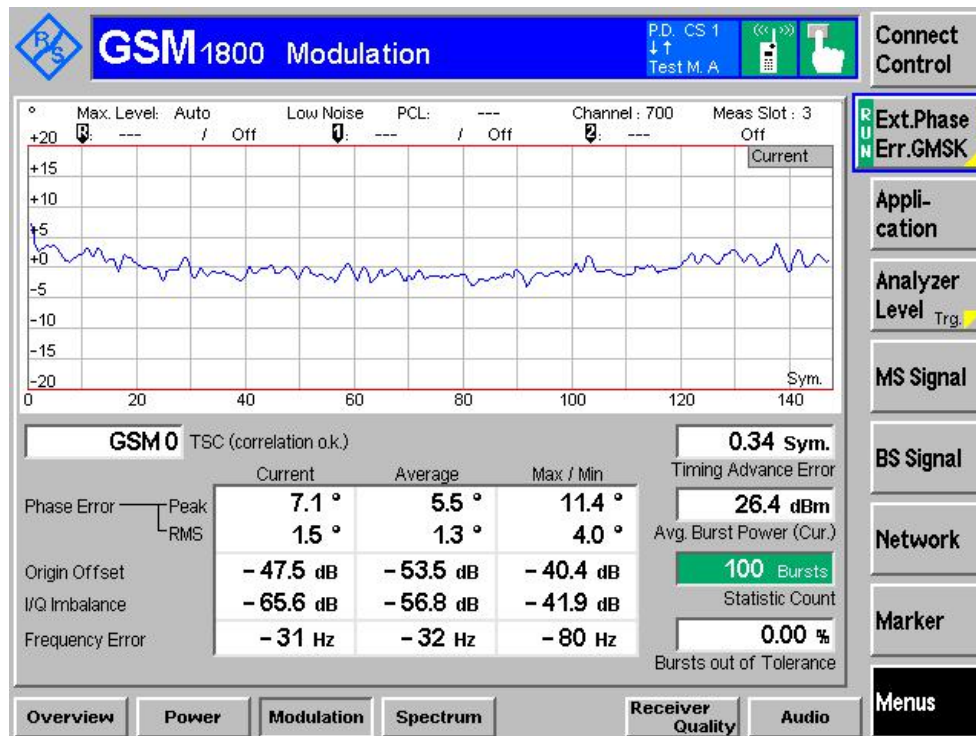 R/S GSM 1800 Modulation
P.D. CS 1
↓↑
Test M. A
Connect Control
° Max. Level: Auto Low Noise PCL: --- Channel : 700 Meas Slot : 3
R: --- / Off 1: --- / Off 2: --- Off
Current
+20
+15
+10
+5
+0
-5
-10
-15
-20
Sym.
0 20 40 60 80 100 120 140
GSM 0 TSC (correlation o.k.)
Current Average Max / Min
Phase Error Peak 7.1 ° 5.5 ° 11.4 °
RMS 1.5 ° 1.3 ° 4.0 °
Origin Offset - 47.5 dB - 53.5 dB - 40.4 dB
I/Q Imbalance - 65.6 dB - 56.8 dB - 41.9 dB
Frequency Error - 31 Hz - 32 Hz - 80 Hz
0.34 Sym.
Timing Advance Error
26.4 dBm
Avg. Burst Power (Cur.)
100 Bursts
Statistic Count
0.00 %
Bursts out of Tolerance
RUN
Ext.Phase
Err.GMSK
Appli-
cation
Analyzer
Level Trg.
MS Signal
BS Signal
Network
Marker
Menus
Overview Power Modulation Spectrum Receiver Quality Audio